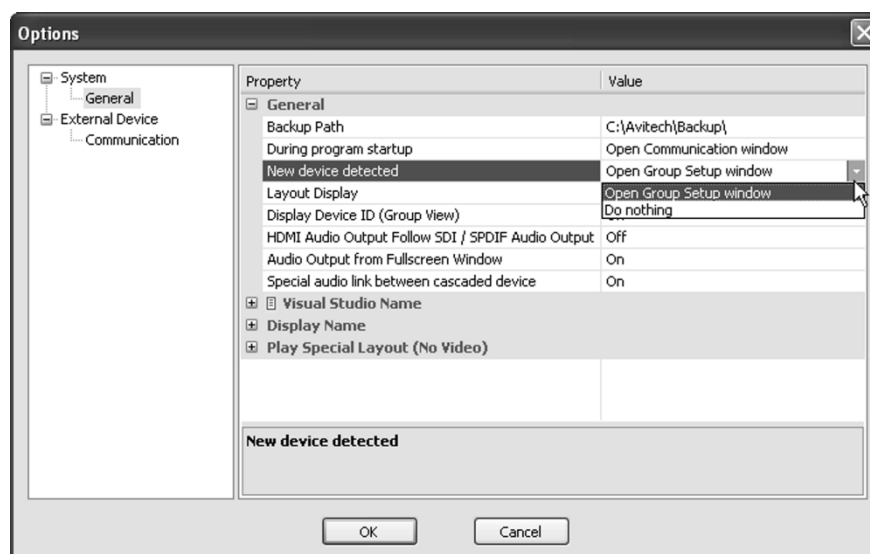 Options
System
General
External Device
Communication
Property Value
General
Backup Path C:\Avitech\Backup\
During program startup Open Communication window
New device detected Open Group Setup window
Layout Display Open Group Setup window
Display Device ID (Group View) Do nothing
HDMI Audio Output Follow SDI / SPDIF Audio Output Off
Audio Output from Fullscreen Window On
Special audio link between cascaded device On
Visual Studio Name
Display Name
Play Special Layout (No Video)
New device detected
OK Cancel